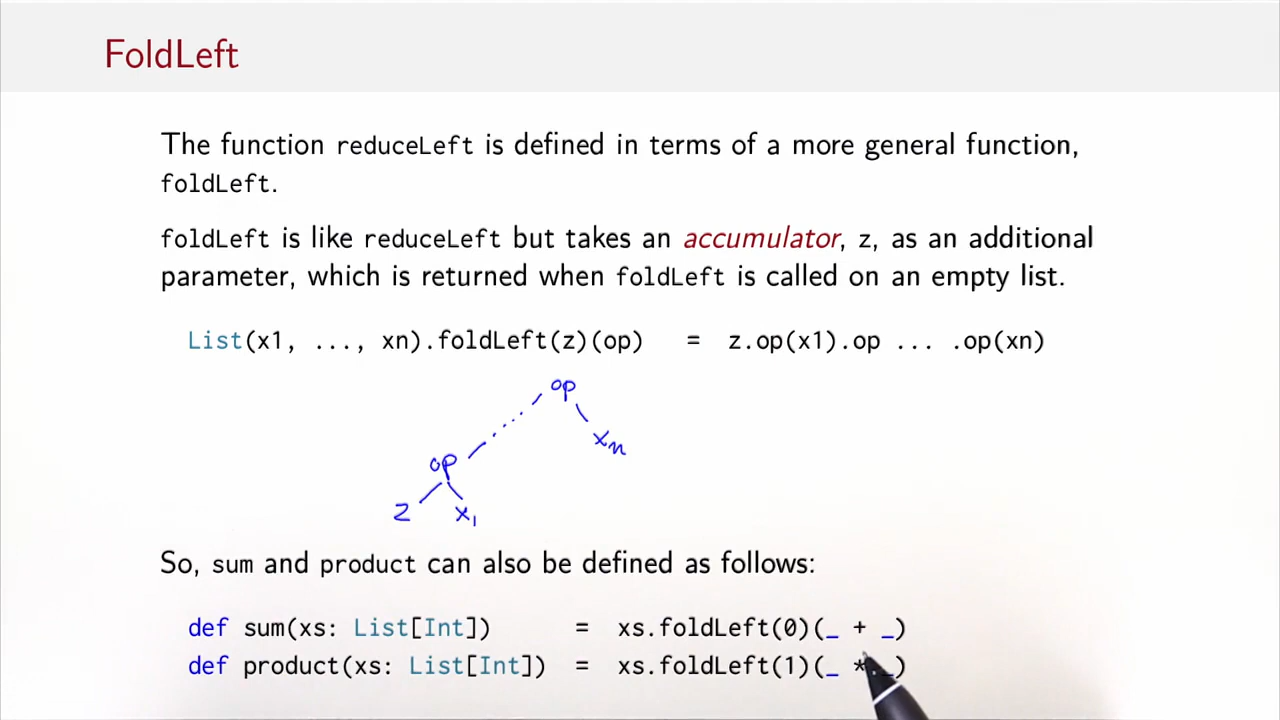 FoldLeft
The function reduceLeft is defined in terms of a more general function,
foldLeft.
foldLeft is like reduceLeft but takes an accumulator, z, as an additional
parameter, which is returned when foldLeft is called on an empty list.
List(x1, ..., xn).foldLeft(z)(op) = z.op(x1).op ... .op(xn)
op
xn
op
z x1
So, sum and product can also be defined as follows:
def sum(xs: List[Int]) = xs.foldLeft(0)(_ + _)
def product(xs: List[Int]) = xs.foldLeft(1)(_ * _)